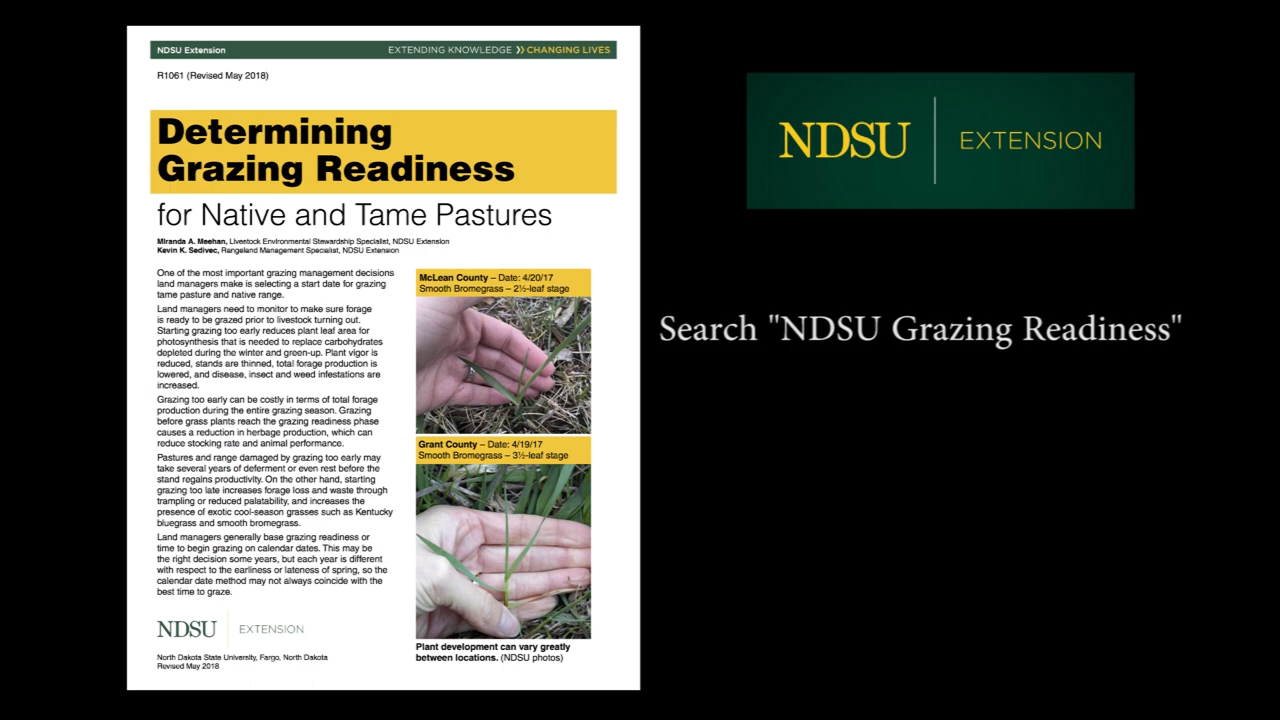 NDSU Extension
EXTENDING KNOWLEDGE » CHANGING LIVES
R1061 (Revised May 2018)
Determining
Grazing Readiness
for Native and Tame Pastures
Miranda A. Meehan, Livestock Environmental Stewardship Specialist, NDSU Extension
Kevin K. Sedivec, Rangeland Management Specialist, NDSU Extension
One of the most important grazing management decisions
land managers make is selecting a start date for grazing
tame pasture and native range.
Land managers need to monitor to make sure forage
is ready to be grazed prior to livestock turning out.
Starting grazing too early reduces plant leaf area for
photosynthesis that is needed to replace carbohydrates
depleted during the winter and green-up. Plant vigor is
reduced, stands are thinned, total forage production is
lowered, and disease, insect and weed infestations are
increased.
Grazing too early can be costly in terms of total forage
production during the entire grazing season. Grazing
before grass plants reach the grazing readiness phase
causes a reduction in herbage production, which can
reduce stocking rate and animal performance.
Pastures and range damaged by grazing too early may
take several years of deferment or even rest before the
stand regains productivity. On the other hand, starting
grazing too late increases forage loss and waste through
trampling or reduced palatability, and increases the
presence of exotic cool-season grasses such as Kentucky
bluegrass and smooth bromegrass.
Land managers generally base grazing readiness or
time to begin grazing on calendar dates. This may be
the right decision some years, but each year is different
with respect to the earliness or lateness of spring, so the
calendar date method may not always coincide with the
best time to graze.
NDSU EXTENSION
North Dakota State University, Fargo, North Dakota
Revised May 2018
McLean County – Date: 4/20/17
Smooth Bromegrass – 2½-leaf stage
Grant County – Date: 4/19/17
Smooth Bromegrass – 3½-leaf stage
Plant development can vary greatly
between locations. (NDSU photos)
NDSU EXTENSION
Search "NDSU Grazing Readiness"